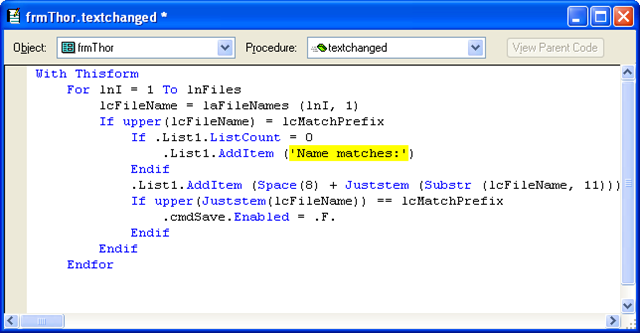 frmThor.textchanged *
Object: frmThor Procedure: textchanged View Parent Code
With Thisform
For lnI = 1 To lnFiles
lcFileName = laFileNames (lnI, 1)
If upper(lcFileName) = lcMatchPrefix
If .List1.ListCount = 0
.List1.AddItem ('Name matches:')
Endif
.List1.AddItem (Space(8) + Juststem (Substr (lcFileName, 11)))
If upper(Juststem(lcFileName)) == lcMatchPrefix
.cmdSave.Enabled = .F.
Endif
Endif
Endfor